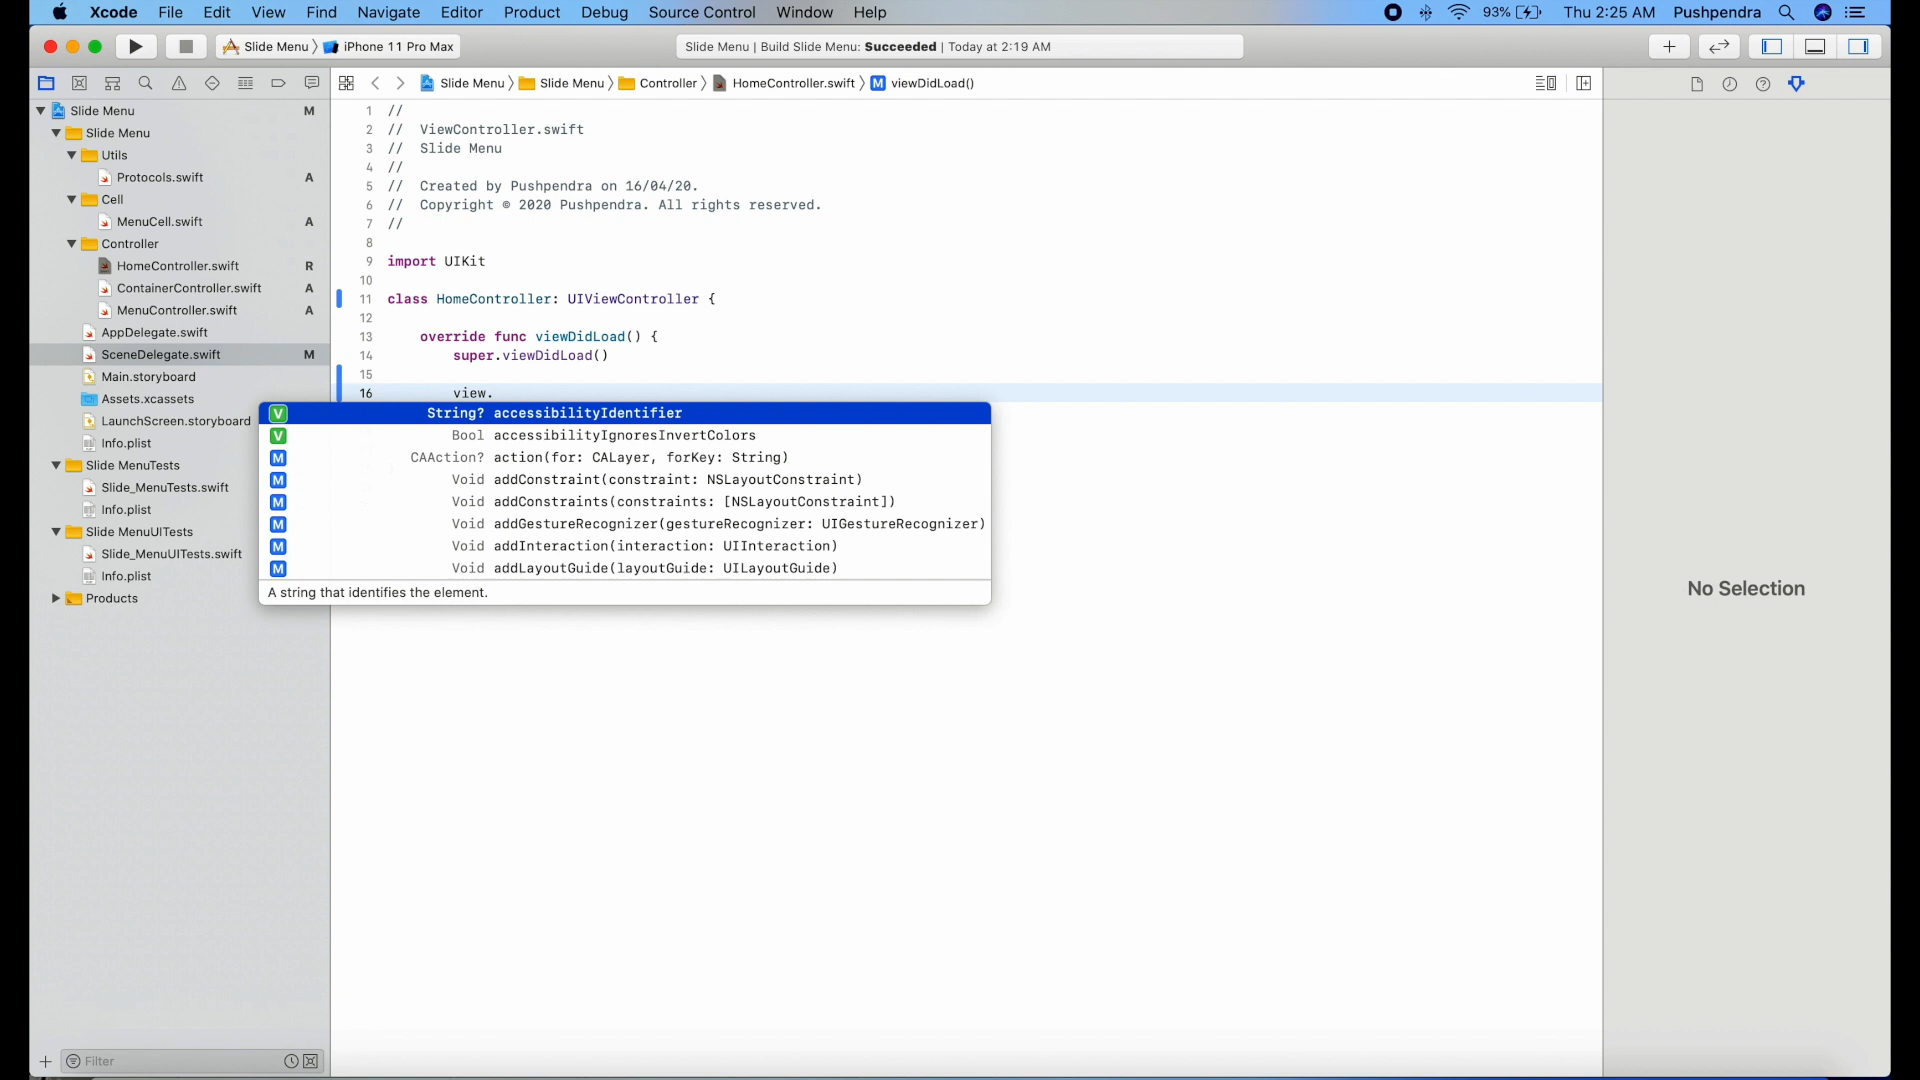 Xcode File Edit View Find Navigate Editor Product Debug Source Control Window Help 93% Thu 2:25 AM Pushpendra
Slide Menu iPhone 11 Pro Max Slide Menu | Build Slide Menu: Succeeded | Today at 2:19 AM
Slide Menu Slide Menu Controller HomeController.swift M viewDidLoad()
Slide Menu M
Slide Menu
Utils
Protocols.swift A
Cell
MenuCell.swift A
Controller
HomeController.swift R
ContainerController.swift A
MenuController.swift A
AppDelegate.swift
SceneDelegate.swift M
Main.storyboard
Assets.xcassets
LaunchScreen.storyboard
Info.plist
Slide MenuTests
Slide_MenuTests.swift
Info.plist
Slide MenuUITests
Slide_MenuUITests.swift
Info.plist
Products
Filter
1 //
2 // ViewController.swift
3 // Slide Menu
4 //
5 // Created by Pushpendra on 16/04/20.
6 // Copyright © 2020 Pushpendra. All rights reserved.
7 //
8
9 import UIKit
10
11 class HomeController: UIViewController {
12
13 override func viewDidLoad() {
14 super.viewDidLoad()
15
16 view.
V String? accessibilityIdentifier
V Bool accessibilityIgnoresInvertColors
M CAAction? action(for: CALayer, forKey: String)
M Void addConstraint(constraint: NSLayoutConstraint)
M Void addConstraints(constraints: [NSLayoutConstraint])
M Void addGestureRecognizer(gestureRecognizer: UIGestureRecognizer)
M Void addInteraction(interaction: UIInteraction)
M Void addLayoutGuide(layoutGuide: UILayoutGuide)
A string that identifies the element.
No Selection